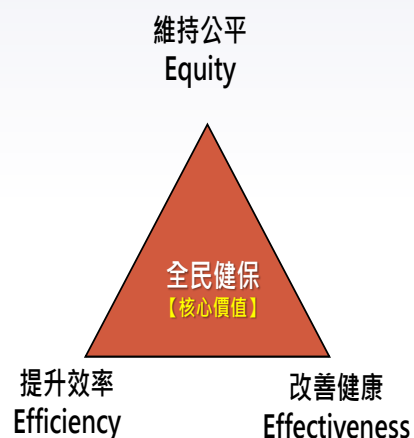 維持公平
Equity
全民健保
【核心價值】
提升效率
Efficiency
改善健康
Effectiveness